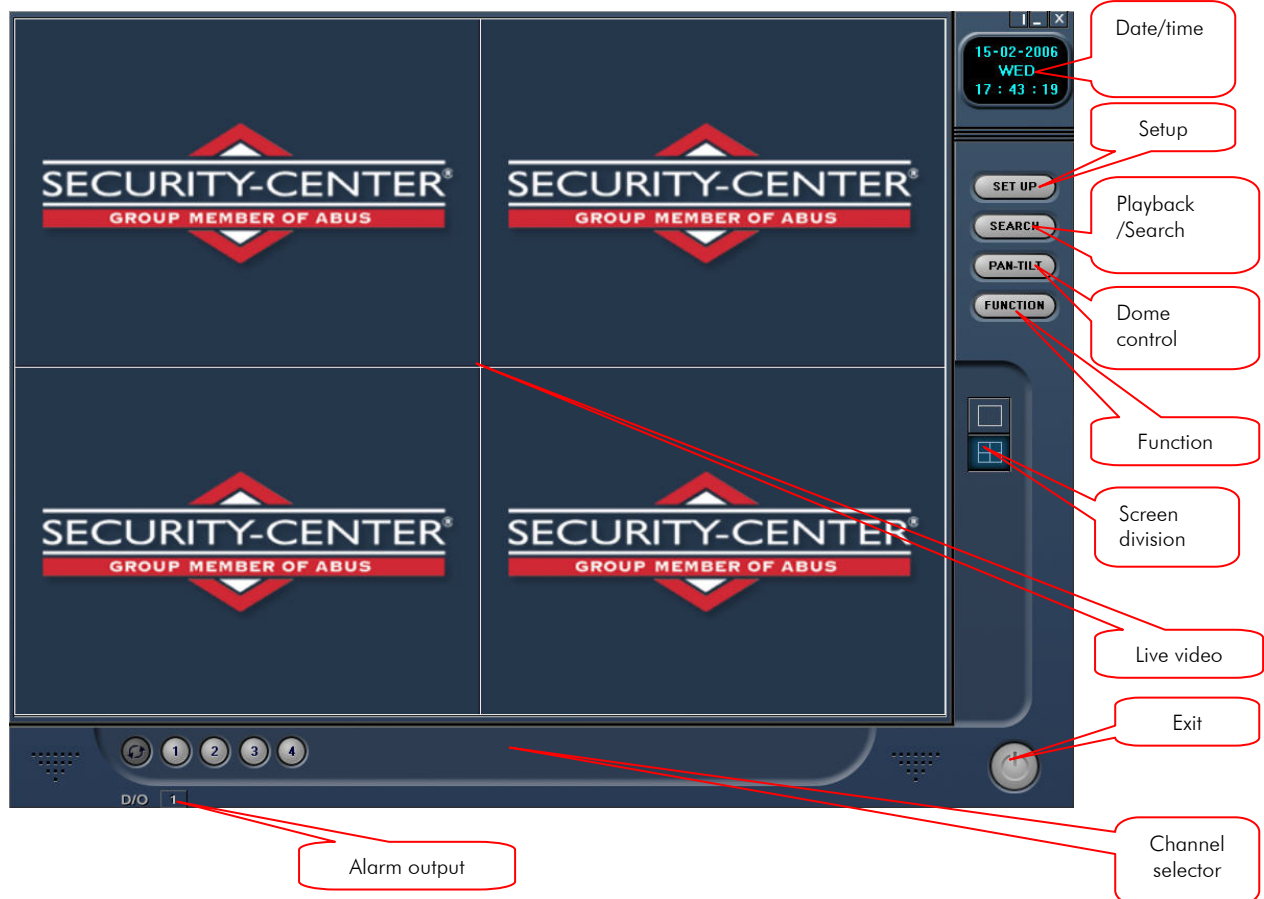 I _ X
Date/time
15-02-2006
WED
17 : 43 : 19
Setup
SET UP
Playback
/Search
SEARCH
PAN-TILT
Dome
control
FUNCTION
Function
SECURITY-CENTER®
GROUP MEMBER OF ABUS
SECURITY-CENTER®
GROUP MEMBER OF ABUS
SECURITY-CENTER®
GROUP MEMBER OF ABUS
SECURITY-CENTER®
GROUP MEMBER OF ABUS
Screen
division
Live video
Exit
1 2 3 4
D/O 1
Alarm output
Channel
selector